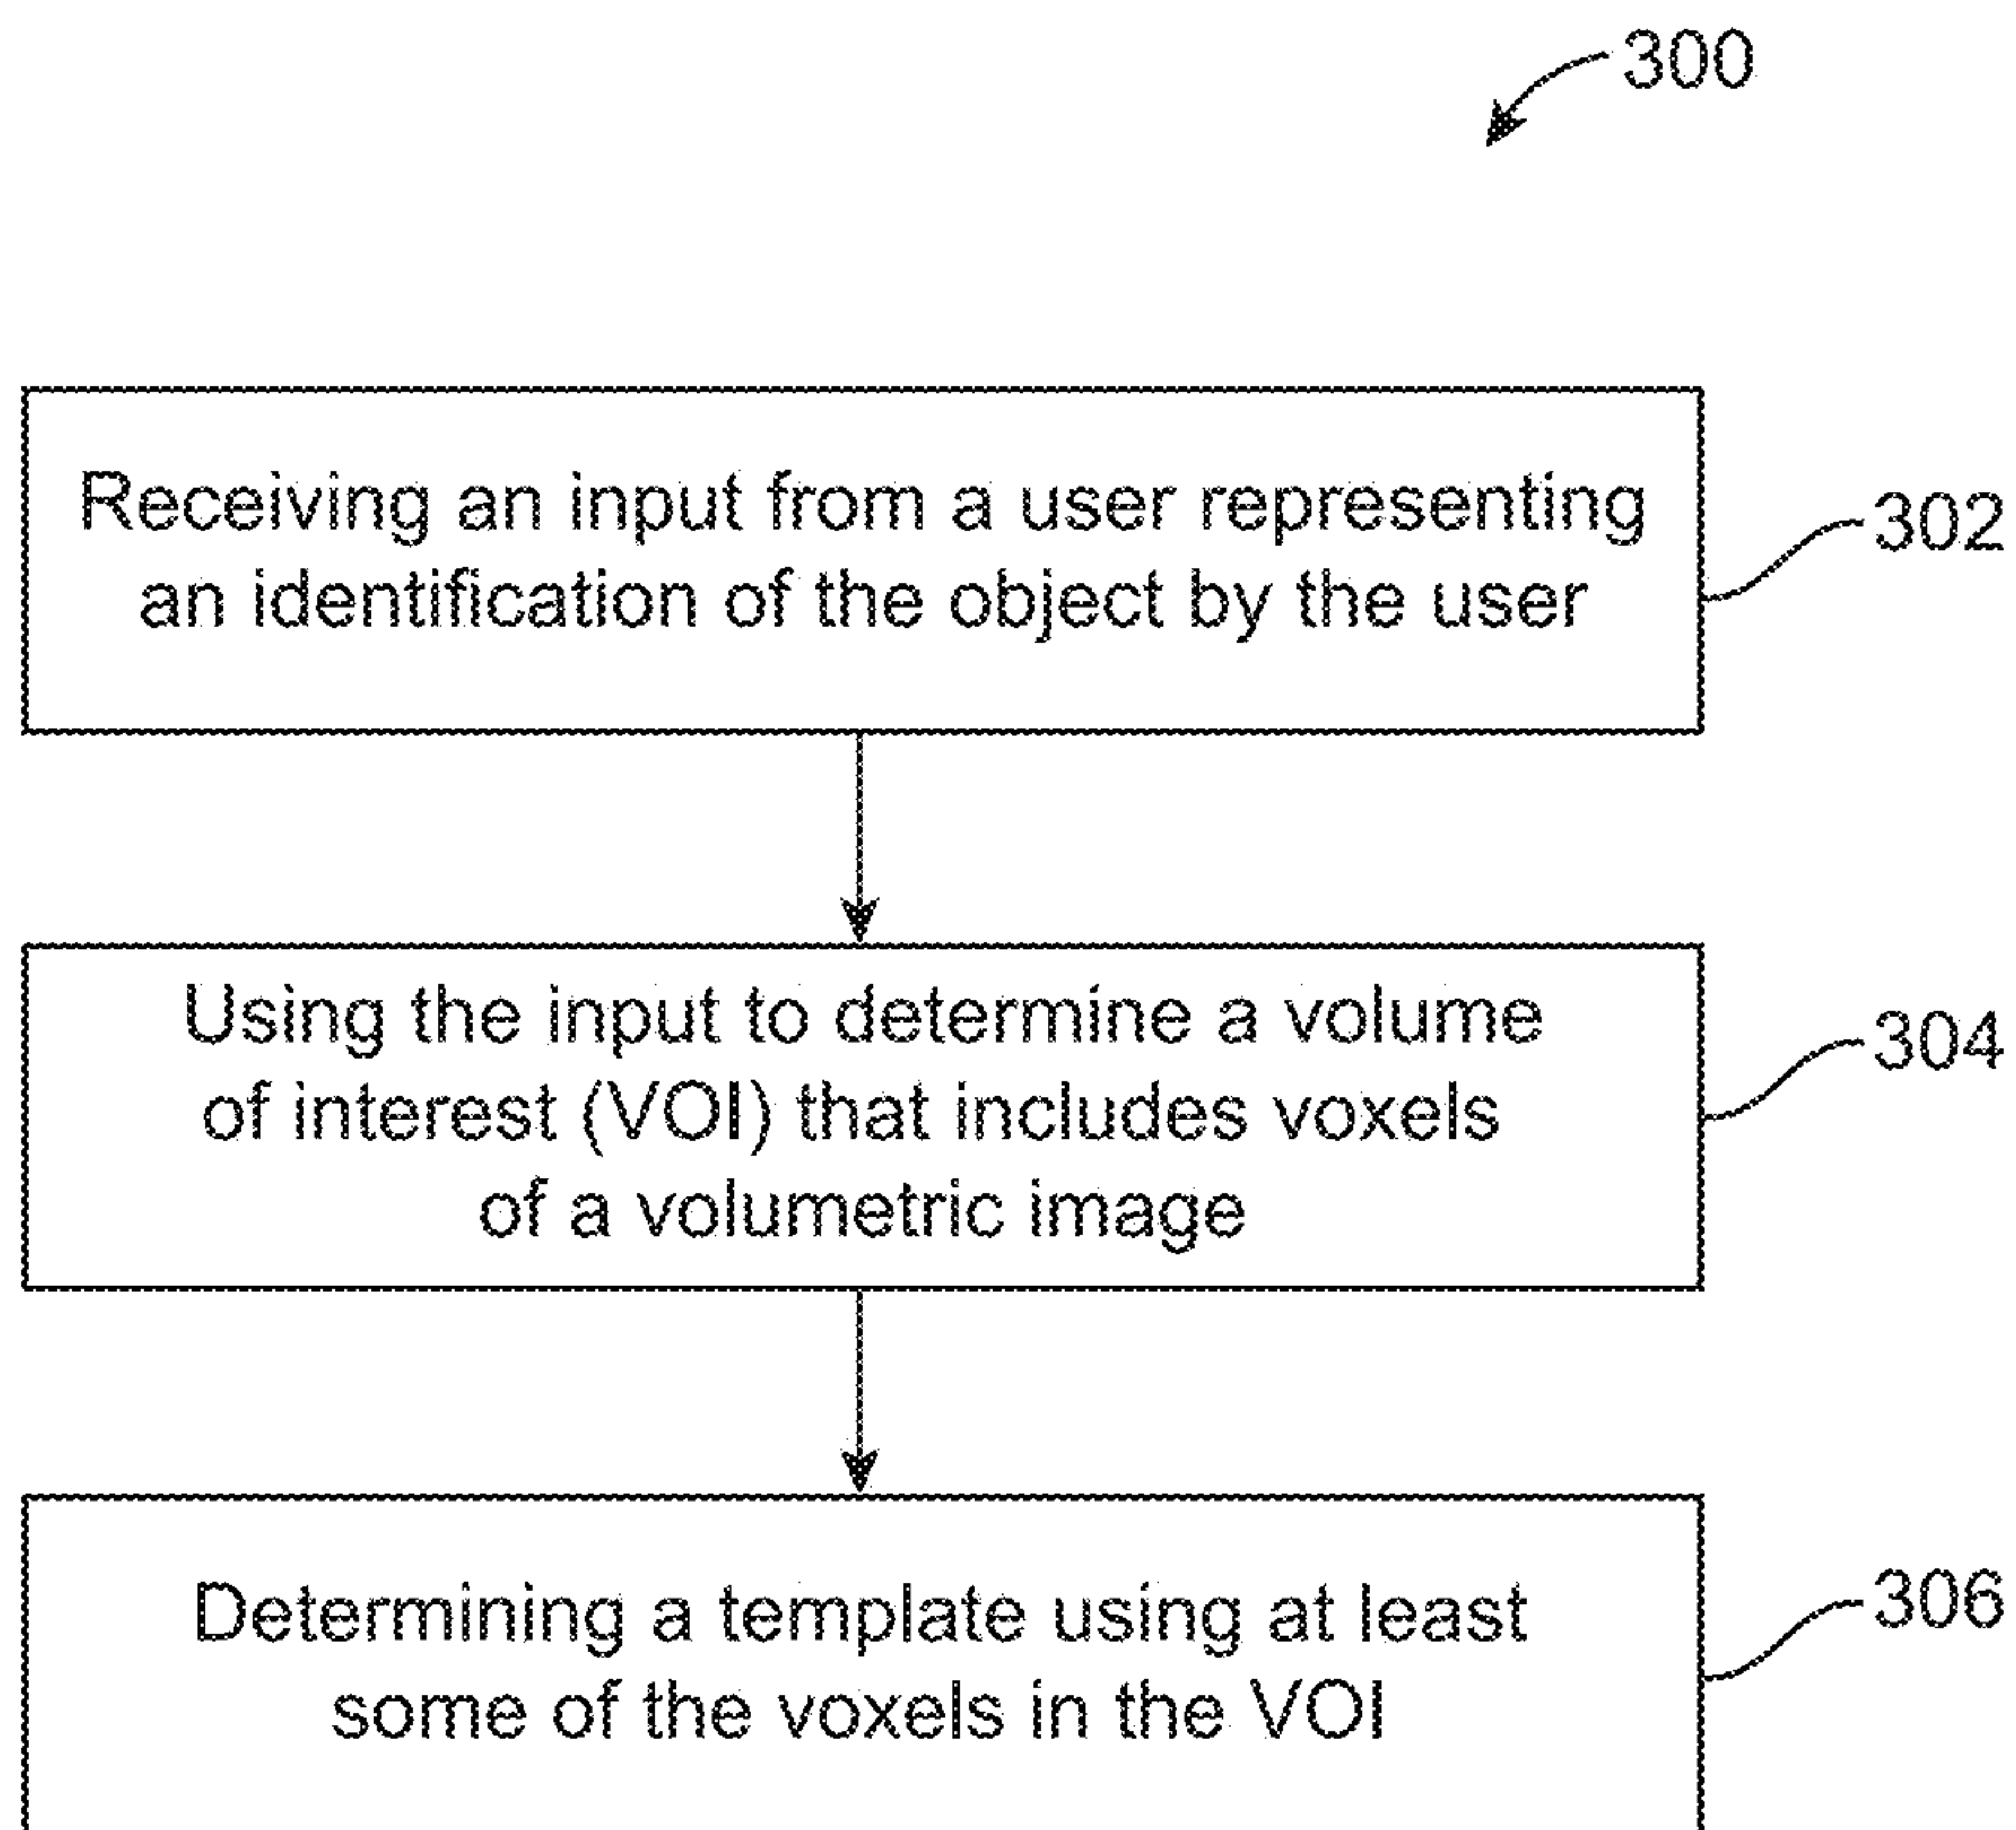 300
Receiving an input from a user representing
an identification of the object by the user
302
Using the input to determine a volume
of interest (VOI) that includes voxels
of a volumetric image
304
Determining a template using at least
some of the voxels in the VOI
306